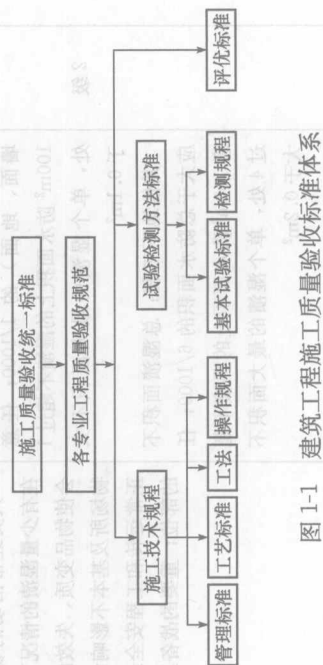 施工质量验收统一标准
各专业工程质量验收规范
施工技术规程
试验检测方法标准
评优标准
管理标准
工艺标准
工法
操作规程
基本试验标准
检测规程
图 1-1 建筑工程施工质量验收标准体系